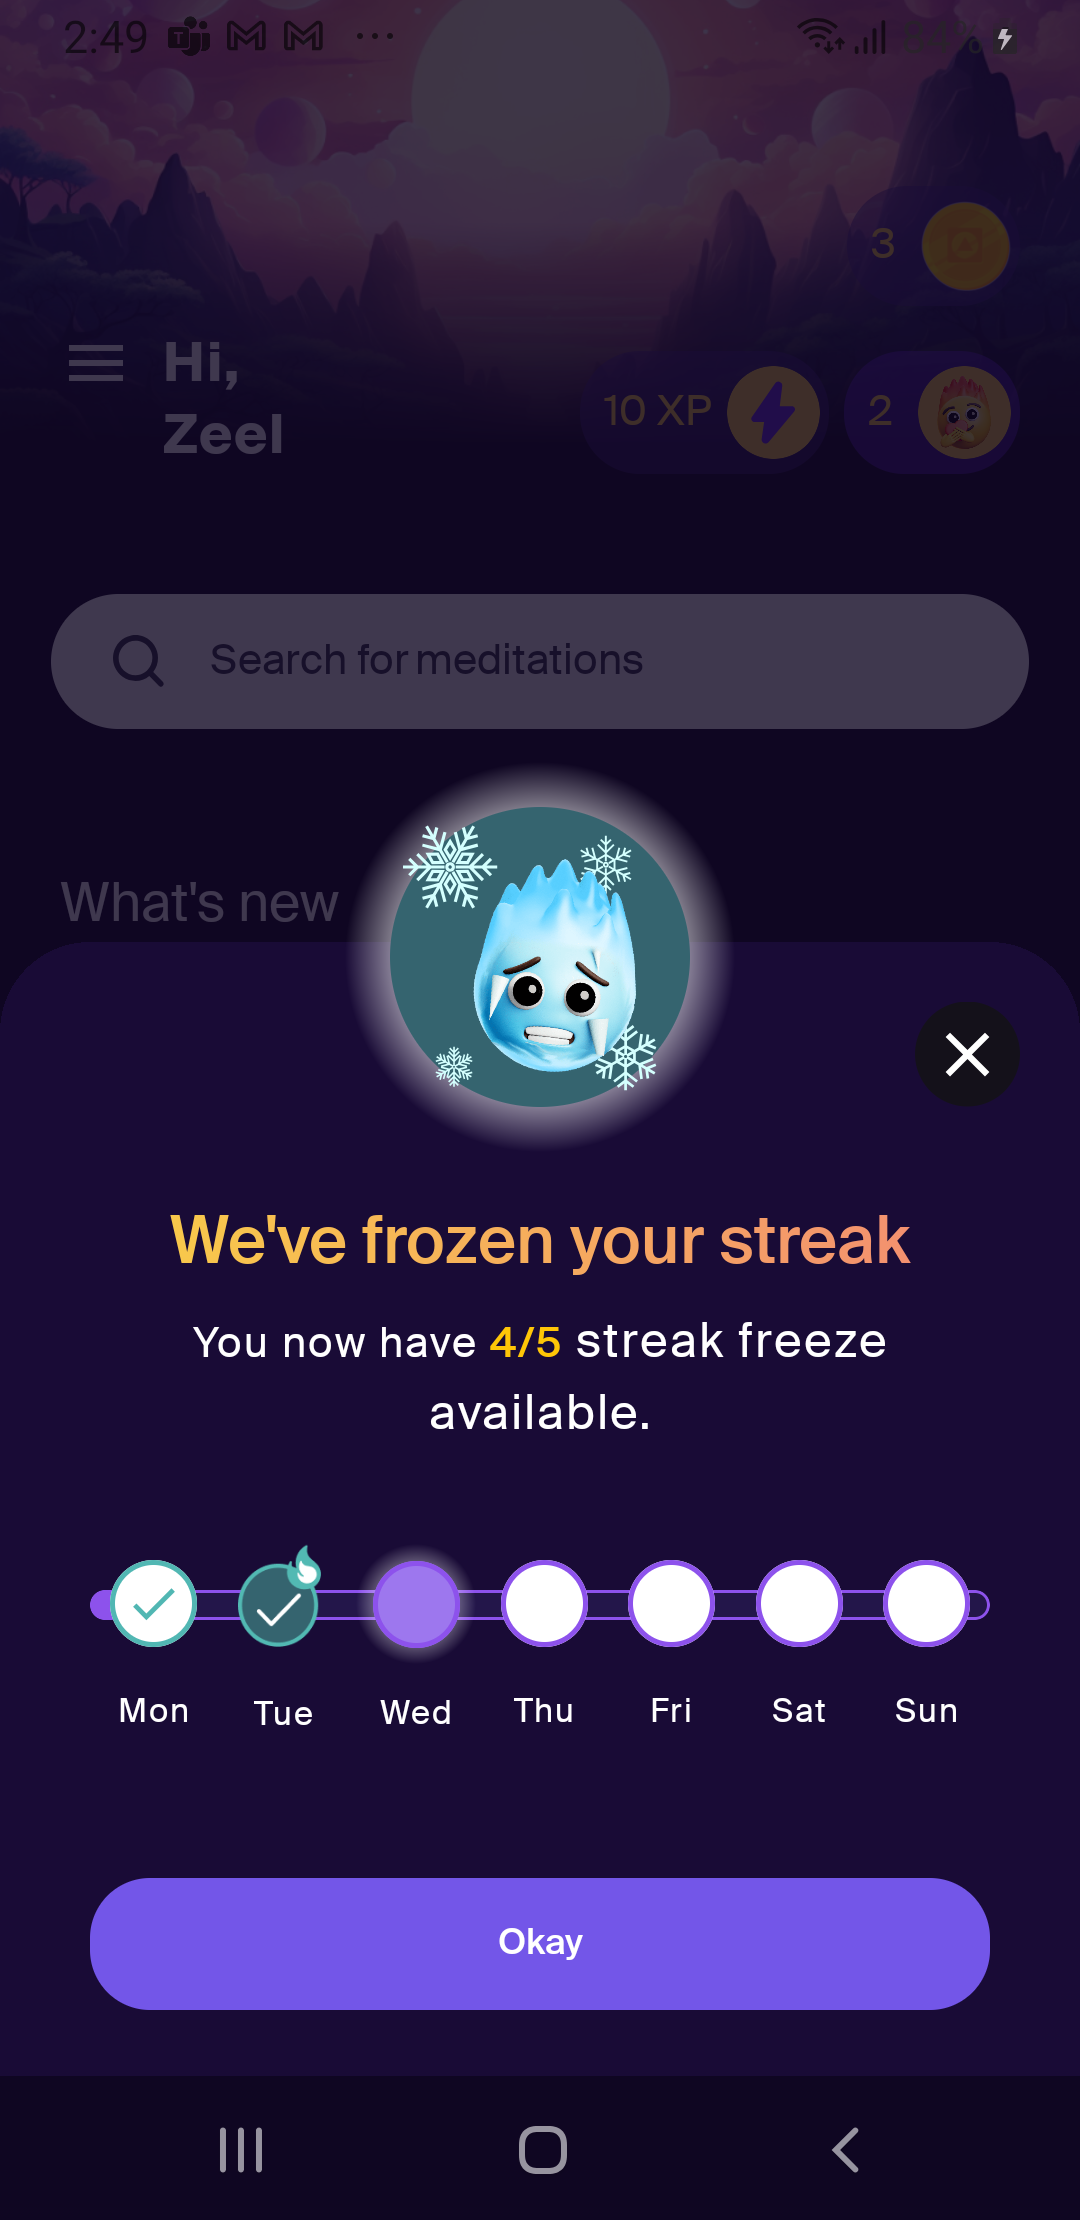 2:49
3
Hi,
Zeel
10 XP
2
Search for meditations
What's new
We've frozen your streak
You now have 4/5 streak freeze
available.
Mon Tue Wed Thu Fri Sat Sun
Okay